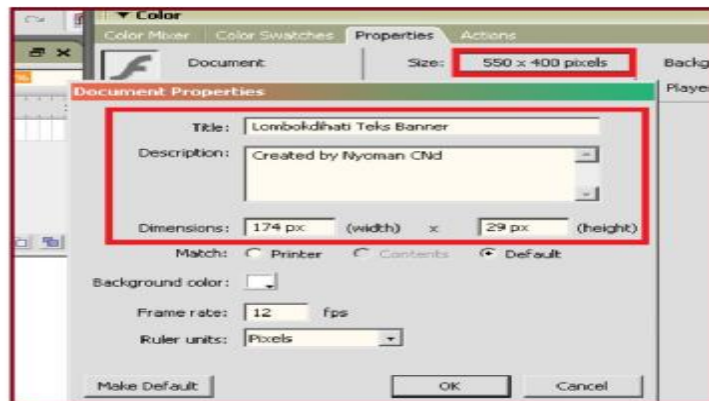 Color
Color Mixer Color Swatches Properties Actions
Document Size: 550 x 400 pixels Backg
Player
Document Properties
Title: Lombokdihati Teks Banner
Description: Created by Nyoman CNd
Dimensions: 174 px (width) x 29 px (height)
Match: Printer Contents Default
Background color:
Frame rate: 12 fps
Ruler units: Pixels
Make Default OK Cancel